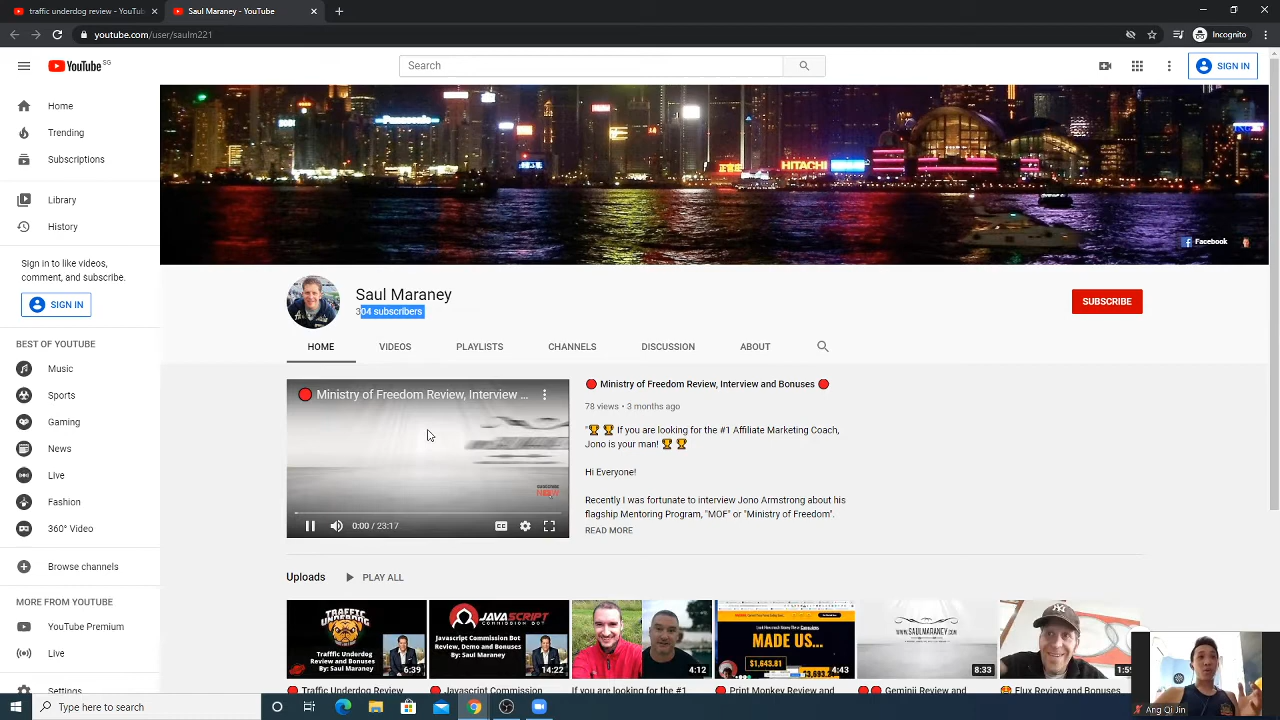 traffic underdog review - YouTub
Saul Maraney - YouTube
youtube.com/user/saulm221
Incognito
YouTube SG
Search
SIGN IN
Home
Trending
Subscriptions
Library
History
Sign in to like videos,
comment, and subscribe.
SIGN IN
BEST OF YOUTUBE
Music
Sports
Gaming
News
Live
Fashion
360° Video
Browse channels
MORE FROM YOUTUBE
YouTube Premium
Live
Settings
Panasonic
HITACHI
ING
Facebook
Saul Maraney
304 subscribers
SUBSCRIBE
HOME
VIDEOS
PLAYLISTS
CHANNELS
DISCUSSION
ABOUT
🔴 Ministry of Freedom Review, Interview ...
NOW
0:00 / 23:17
CC
🔴 Ministry of Freedom Review, Interview and Bonuses 🔴
78 views • 3 months ago
"🏆 🏆 If you are looking for the #1 Affiliate Marketing Coach,
Jono is your man! 🏆 🏆
Hi Everyone!
Recently I was fortunate to interview Jono Armstrong about his
flagship Mentoring Program, "MOF" or "Ministry of Freedom".
READ MORE
Uploads
PLAY ALL
TRAFFIC
UNDERDOG
Traffic Underdog
Review and Bonuses
By: Saul Maraney
6:39
JAVASCRIPT
COMMISSION BOT
Javascript Commission Bot
Review, Demo and Bonuses
By: Saul Maraney
14:22
4:12
MADE US...
$1,643.81
$3,693.2
4:43
WWW.SAULMARANEY.COM
8:33
1:59
🔴 Traffic Underdog Review
🔴 Javascript Commission
If you are looking for the #1
🔴 Print Monkey Review and
🔴🔴 Geminii Review and
Flux Review and Bonuses
Ang Qi Jin
Type here to search